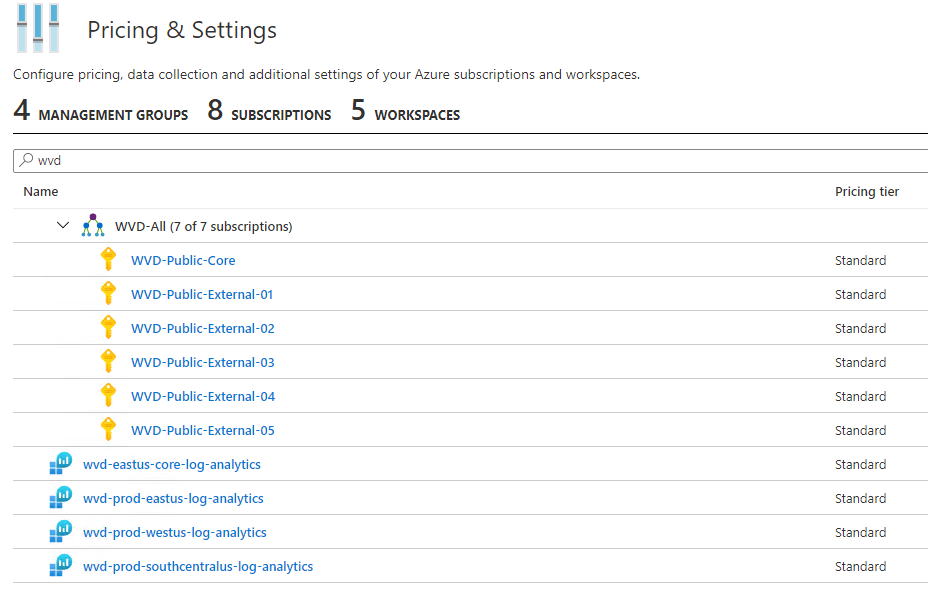 Pricing & Settings
Configure pricing, data collection and additional settings of your Azure subscriptions and workspaces.
4 MANAGEMENT GROUPS 8 SUBSCRIPTIONS 5 WORKSPACES
wvd
Name Pricing tier
WVD-All (7 of 7 subscriptions)
WVD-Public-Core Standard
WVD-Public-External-01 Standard
WVD-Public-External-02 Standard
WVD-Public-External-03 Standard
WVD-Public-External-04 Standard
WVD-Public-External-05 Standard
wvd-eastus-core-log-analytics Standard
wvd-prod-eastus-log-analytics Standard
wvd-prod-westus-log-analytics Standard
wvd-prod-southcentralus-log-analytics Standard